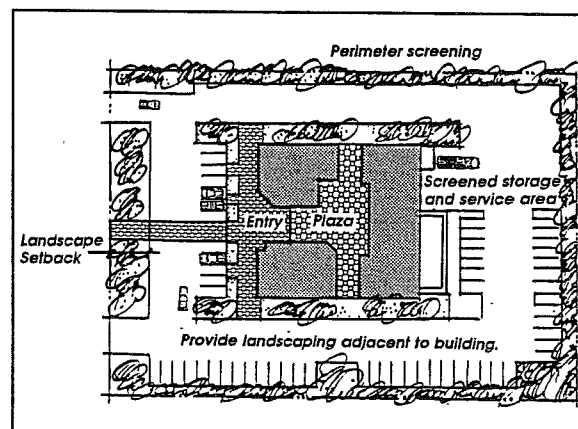 Perimeter screening
Screened storage
and service area
Entry
Plaza
Landscape
Setback
Provide landscaping adjacent to building.